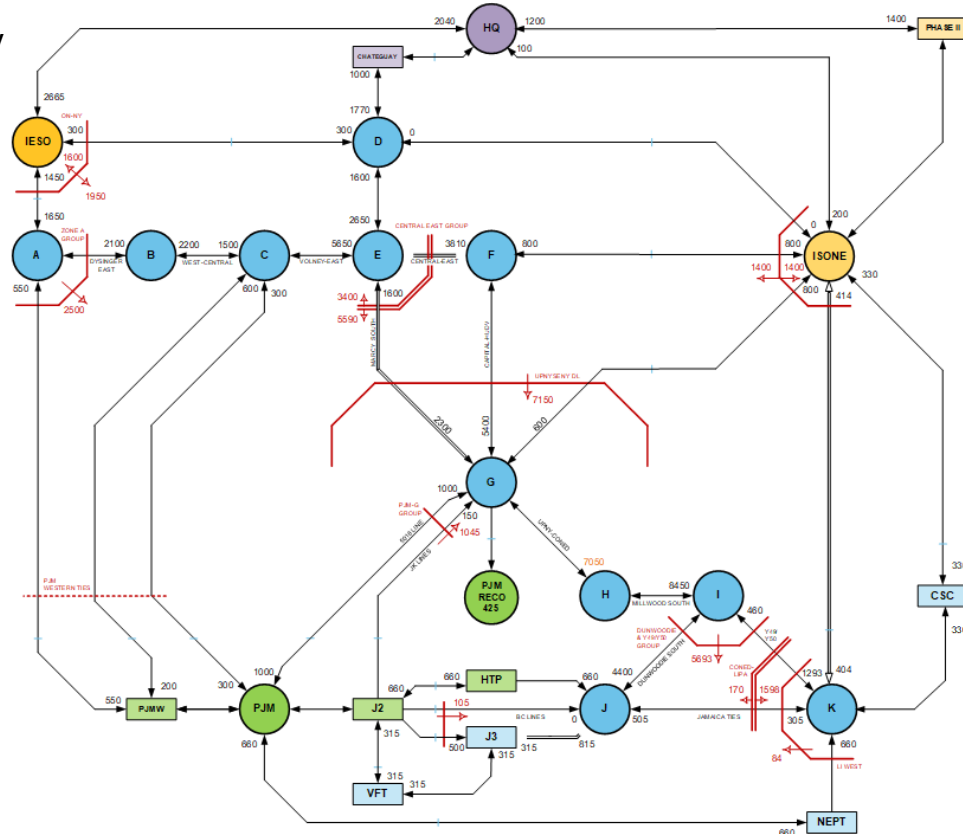 2040
HQ
1200
1400
PHASE II
100
CHATEGUAY
1000
2665
ON-NY
1770
IESO
300
300
D
0
1600
1450
1950
1600
1650
2650
0
200
ZONE A
GROUP
CENTRAL EAST GROUP
A
2100
B
2200
1500
C
5650
E
3810
F
800
800
ISONE
DYSINGER
EAST
WEST-CENTRAL
VOLNEY-EAST
CENTRAL-EAST
1400
1400
330
550
600
300
1600
800
414
2500
3400
5590
MARCY SOUTH
CAPITAL-HUDV
UPNYSENY DL
7150
2300
5400
600
G
1000
150
PJM-G
GROUP
1045
5018 LINE
JK LINES
UPNY-CONED
PJM
WESTERN TIES
PJM
RECO
425
7050
H
8450
I
MILLWOOD SOUTH
460
CSC
330
330
DUNWOODIE
& Y49Y50
GROUP
5693
Y49
Y50
DUNWOODIE SOUTH
CONED-
LIPA
1293
404
1000
HTP
660
660
4400
170
1598
550
200
300
PJMW
PJM
J2
105
BC LINES
0
J
505
JAMAICA TIES
305
K
660
315
500
J3
315
815
84
LI WEST
660
315
VFT
315
315
NEPT
660